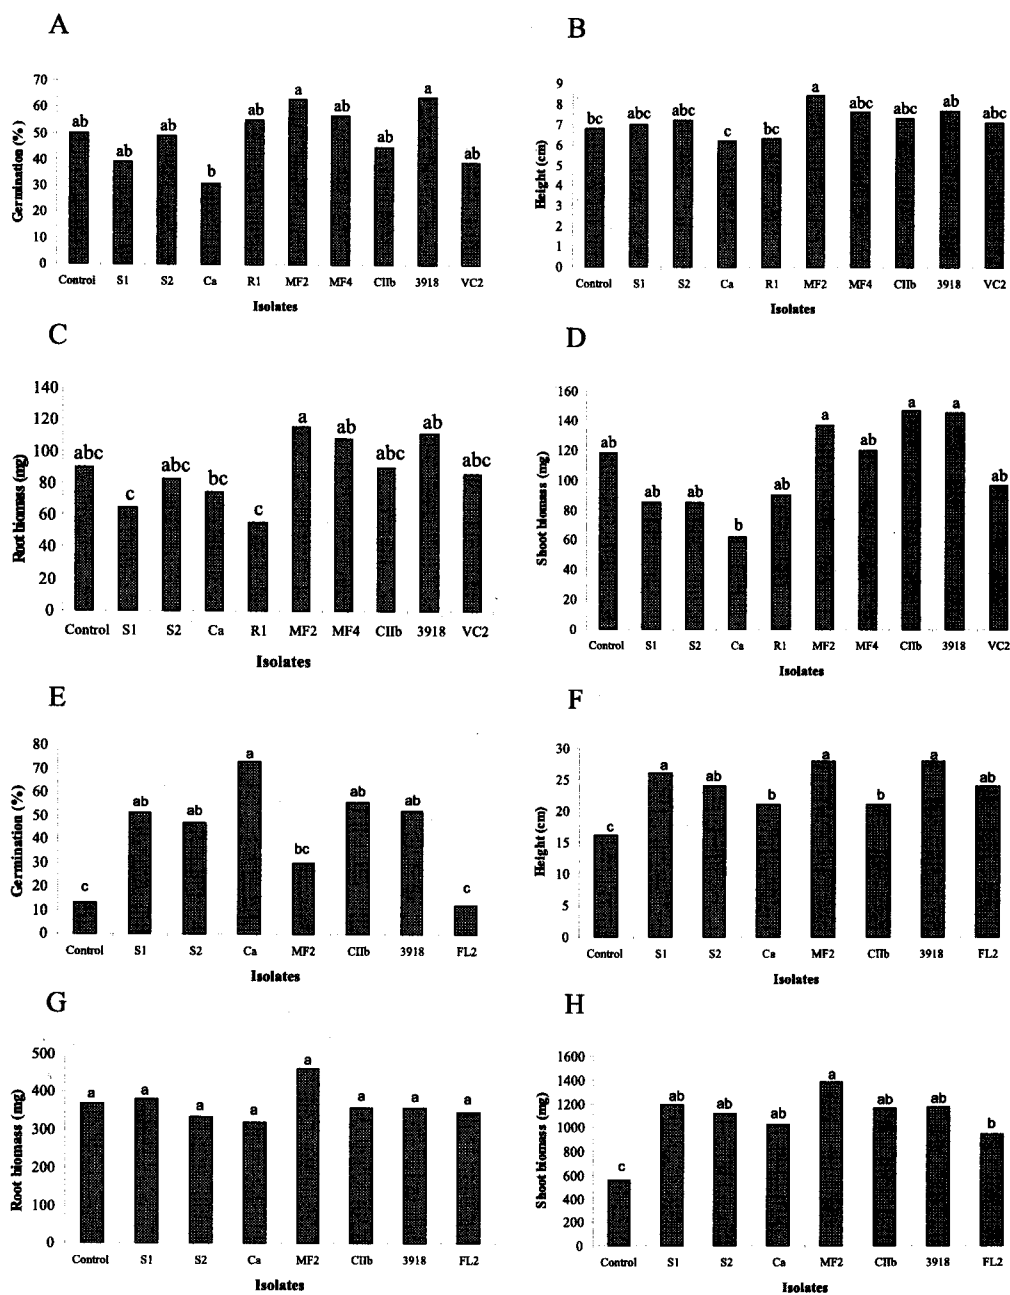 A
Germination (%)
70
60
50
40
30
20
10
0
ab
ab
ab
b
ab
a
ab
ab
a
ab
Control S1 S2 Ca R1 MF2 MF4 CIIb 3918 VC2
Isolates
B
Height (cm)
9
8
7
6
5
4
3
2
1
0
bc
abc
abc
c
bc
a
abc
abc
ab
abc
Control S1 S2 Ca R1 MF2 MF4 CIIb 3918 VC2
Isolates
C
Root biomass (mg)
140
120
100
80
60
40
20
0
abc
c
abc
bc
c
a
ab
abc
ab
abc
Control S1 S2 Ca R1 MF2 MF4 CIIb 3918 VC2
Isolates
D
Shoot biomass (mg)
160
140
120
100
80
60
40
20
0
ab
ab
ab
b
ab
a
ab
a
a
ab
Control S1 S2 Ca R1 MF2 MF4 CIIb 3918 VC2
Isolates
E
Germination (%)
80
70
60
50
40
30
20
10
0
c
ab
ab
a
bc
ab
ab
c
Control S1 S2 Ca MF2 CIIb 3918 FL2
Isolates
F
Height (cm)
30
25
20
15
10
5
0
c
a
ab
b
a
b
a
ab
Control S1 S2 Ca MF2 CIIb 3918 FL2
Isolates
G
Root biomass (mg)
500
400
300
200
100
0
a
a
a
a
a
a
a
a
Control S1 S2 Ca MF2 CIIb 3918 FL2
Isolates
H
Shoot biomass (mg)
1600
1400
1200
1000
800
600
400
200
0
c
ab
ab
ab
a
ab
ab
b
Control S1 S2 Ca MF2 CIIb 3918 FL2
Isolates